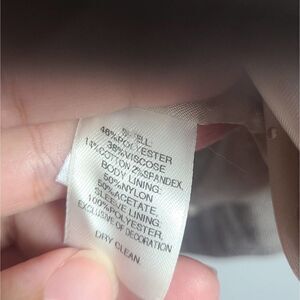 SHELL:
46%POLYESTER
38%VISCOSE
14%COTTON 2%SPANDEX.
BODY LINING:
50%NYLON
50%ACETATE.
SLEEVE LINING:
100%POLYESTER.
EXCLUSIVE OF DECORATION
DRY CLEAN.